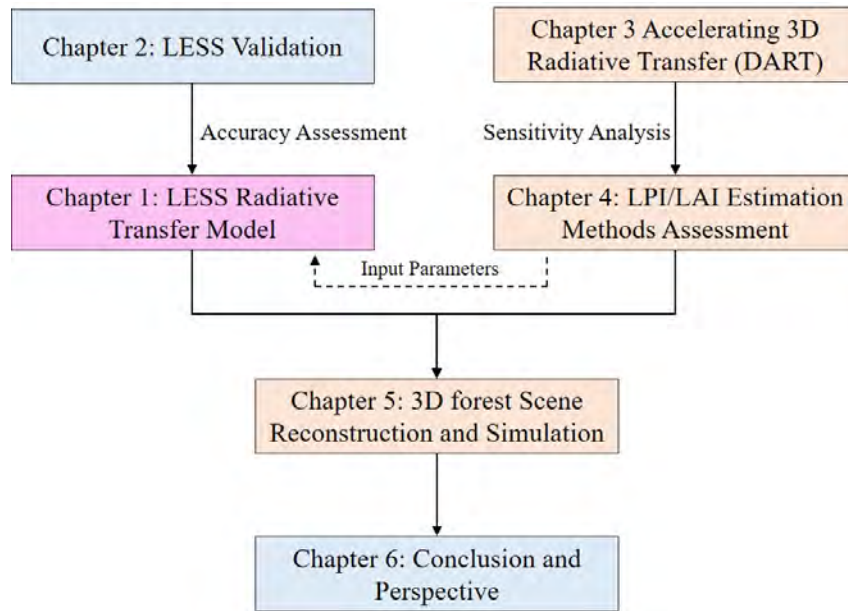 Chapter 2: LESS Validation
Chapter 3 Accelerating 3D
Radiative Transfer (DART)
Accuracy Assessment
Sensitivity Analysis
Chapter 1: LESS Radiative
Transfer Model
Chapter 4: LPI/LAI Estimation
Methods Assessment
Input Parameters
Chapter 5: 3D forest Scene
Reconstruction and Simulation
Chapter 6: Conclusion and
Perspective